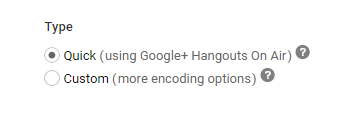 Type
Quick (using Google+ Hangouts On Air) ?
Custom (more encoding options) ?